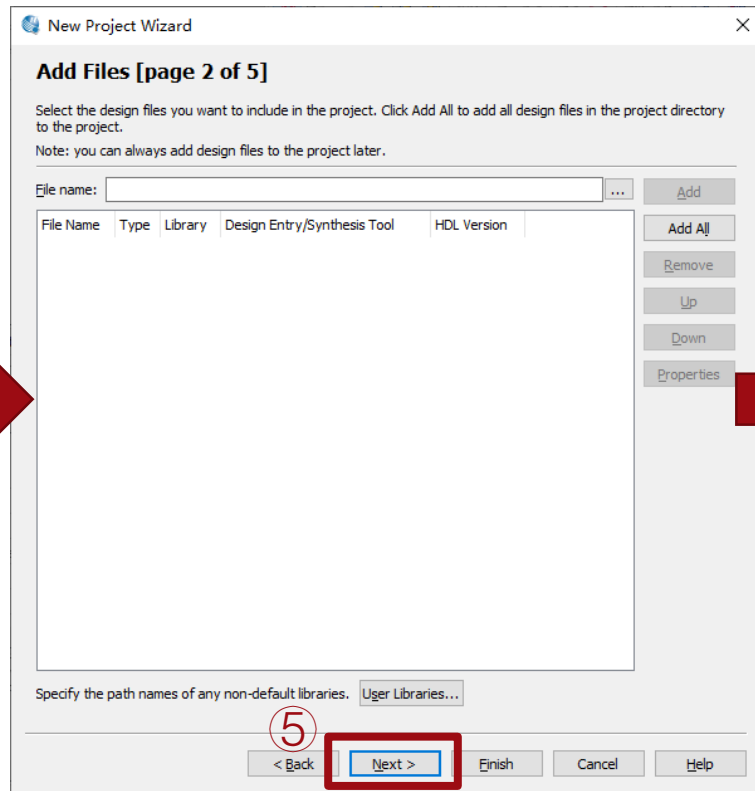 New Project Wizard
Add Files [page 2 of 5]
Select the design files you want to include in the project. Click Add All to add all design files in the project directory
to the project.
Note: you can always add design files to the project later.
File name: ... Add
File Name Type Library Design Entry/Synthesis Tool HDL Version
Add All
Remove
Up
Down
Properties
Specify the path names of any non-default libraries. User Libraries...
⑤
< Back Next > Finish Cancel Help